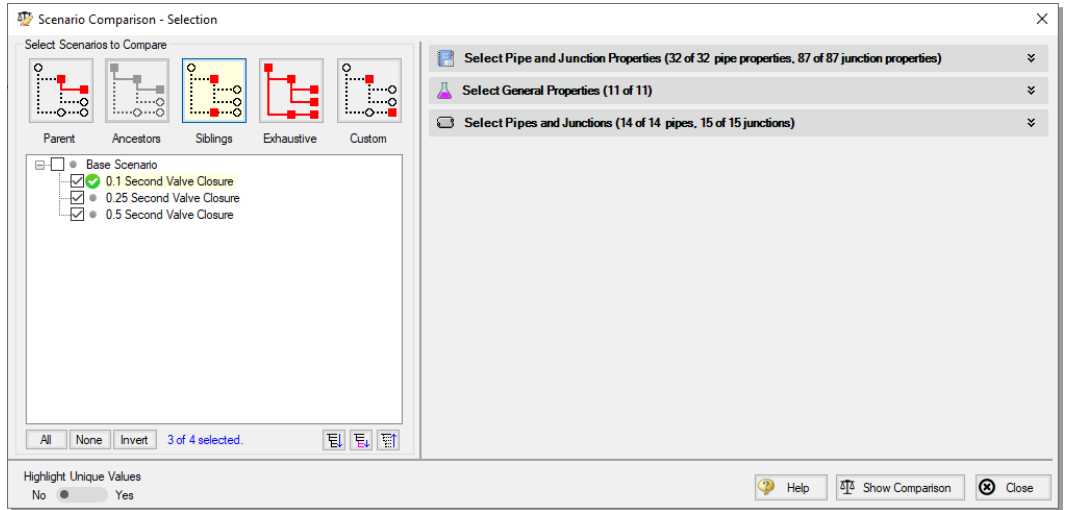 Scenario Comparison - Selection
Select Scenarios to Compare
Parent
Ancestors
Siblings
Exhaustive
Custom
Base Scenario
0.1 Second Valve Closure
0.25 Second Valve Closure
0.5 Second Valve Closure
All
None
Invert
3 of 4 selected.
Select Pipe and Junction Properties (32 of 32 pipe properties, 87 of 87 junction properties)
Select General Properties (11 of 11)
Select Pipes and Junctions (14 of 14 pipes, 15 of 15 junctions)
Highlight Unique Values
No
Yes
Help
Show Comparison
Close